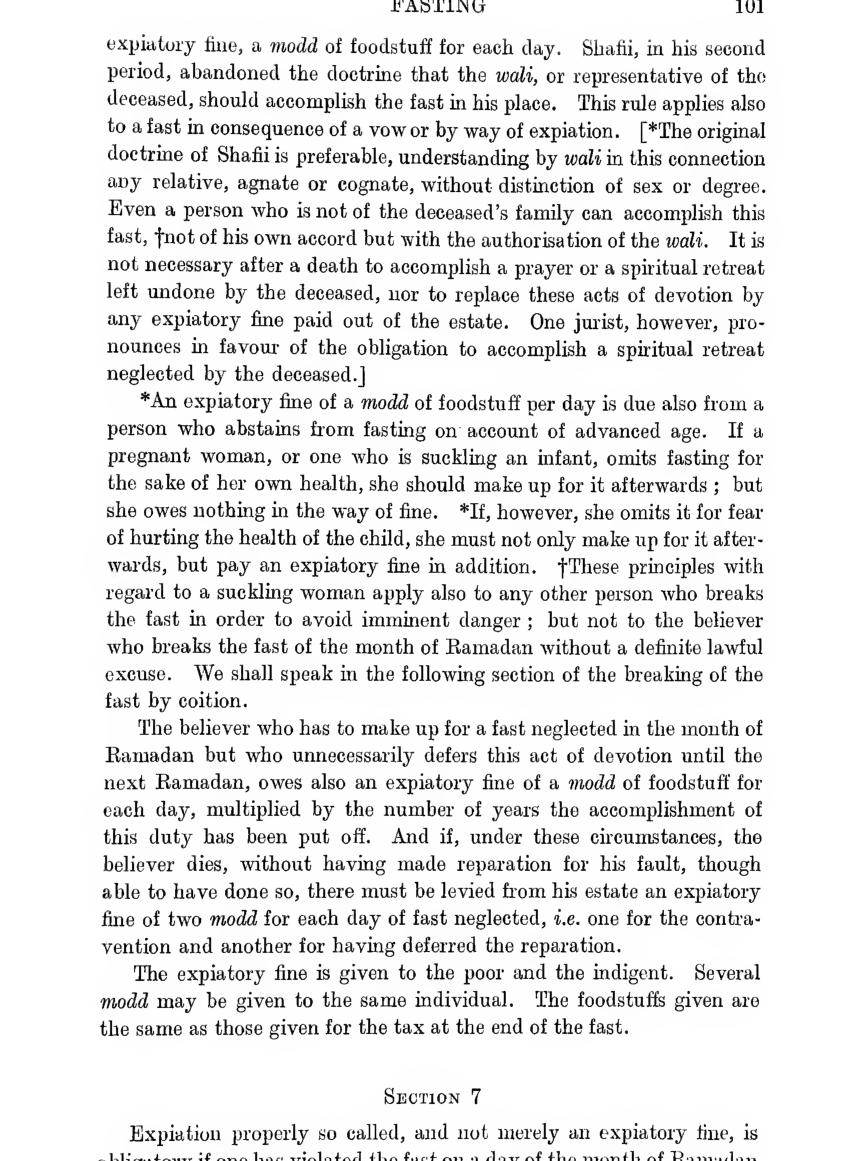 FASTING 101
expiatory fine, a modd of foodstuff for each day. Shafii, in his second
period, abandoned the doctrine that the wali, or representative of the
deceased, should accomplish the fast in his place. This rule applies also
to a fast in consequence of a vow or by way of expiation. [*The original
doctrine of Shafii is preferable, understanding by wali in this connection
any relative, agnate or cognate, without distinction of sex or degree.
Even a person who is not of the deceased's family can accomplish this
fast, †not of his own accord but with the authorisation of the wali. It is
not necessary after a death to accomplish a prayer or a spiritual retreat
left undone by the deceased, nor to replace these acts of devotion by
any expiatory fine paid out of the estate. One jurist, however, pro-
nounces in favour of the obligation to accomplish a spiritual retreat
neglected by the deceased.]
*An expiatory fine of a modd of foodstuff per day is due also from a
person who abstains from fasting on account of advanced age. If a
pregnant woman, or one who is suckling an infant, omits fasting for
the sake of her own health, she should make up for it afterwards ; but
she owes nothing in the way of fine. *If, however, she omits it for fear
of hurting the health of the child, she must not only make up for it after-
wards, but pay an expiatory fine in addition. †These principles with
regard to a suckling woman apply also to any other person who breaks
the fast in order to avoid imminent danger ; but not to the believer
who breaks the fast of the month of Ramadan without a definite lawful
excuse. We shall speak in the following section of the breaking of the
fast by coition.
The believer who has to make up for a fast neglected in the month of
Ramadan but who unnecessarily defers this act of devotion until the
next Ramadan, owes also an expiatory fine of a modd of foodstuff for
each day, multiplied by the number of years the accomplishment of
this duty has been put off. And if, under these circumstances, the
believer dies, without having made reparation for his fault, though
able to have done so, there must be levied from his estate an expiatory
fine of two modd for each day of fast neglected, i.e. one for the contra-
vention and another for having deferred the reparation.
The expiatory fine is given to the poor and the indigent. Several
modd may be given to the same individual. The foodstuffs given are
the same as those given for the tax at the end of the fast.
SECTION 7
Expiation properly so called, and not merely an expiatory fine, is
obligatory if one has violated the fast on a day of the month of Ramadan